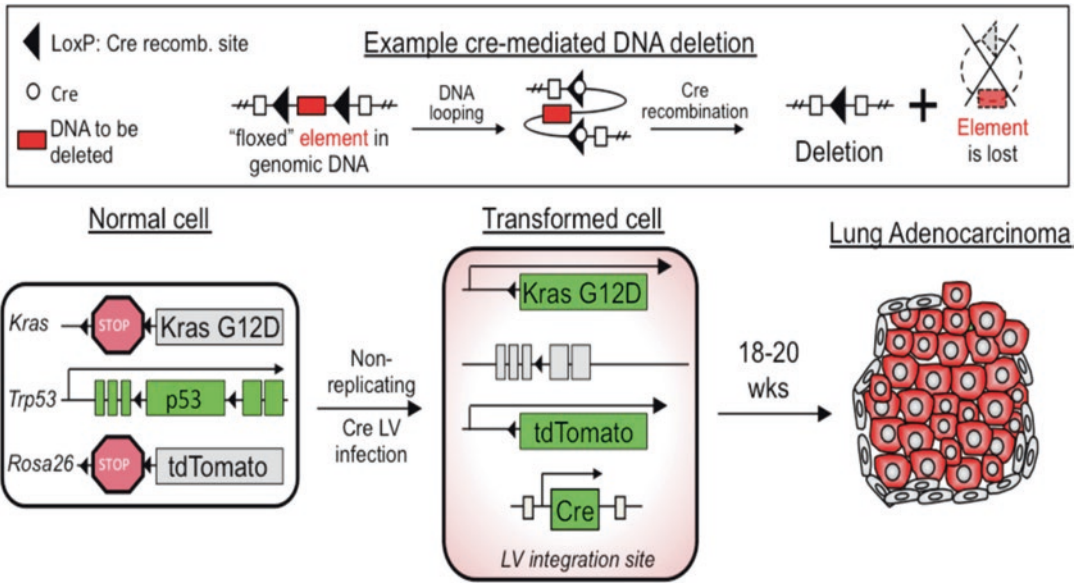 LoxP: Cre recomb. site
Cre
DNA to be
deleted
Example cre-mediated DNA deletion
"floxed" element in
genomic DNA
DNA
looping
Cre
recombination
Deletion
+
Element
is lost
Normal cell
Kras
STOP
Kras G12D
Trp53
p53
Rosa26
STOP
tdTomato
Non-
replicating
Cre LV
infection
Transformed cell
Kras G12D
tdTomato
Cre
LV integration site
18-20
wks
Lung Adenocarcinoma